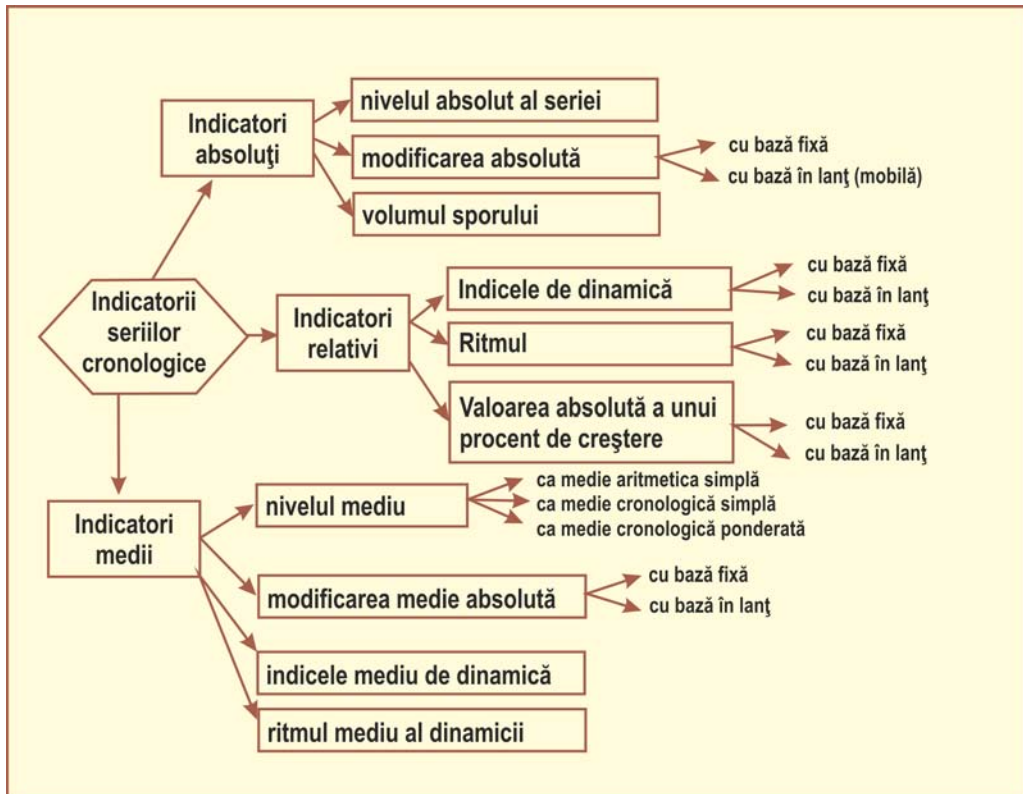 Indicatorii
seriilor
cronologice
Indicatori
absoluţi
nivelul absolut al seriei
modificarea absolută
cu bază fixă
cu bază în lanţ (mobilă)
volumul sporului
Indicatori
relativi
Indicele de dinamică
cu bază fixă
cu bază în lanţ
Ritmul
cu bază fixă
cu bază în lanţ
Valoarea absolută a unui
procent de creştere
cu bază fixă
cu bază în lanţ
Indicatori
medii
nivelul mediu
ca medie aritmetica simplă
ca medie cronologică simplă
ca medie cronologică ponderată
modificarea medie absolută
cu bază fixă
cu bază în lanţ
indicele mediu de dinamică
ritmul mediu al dinamicii